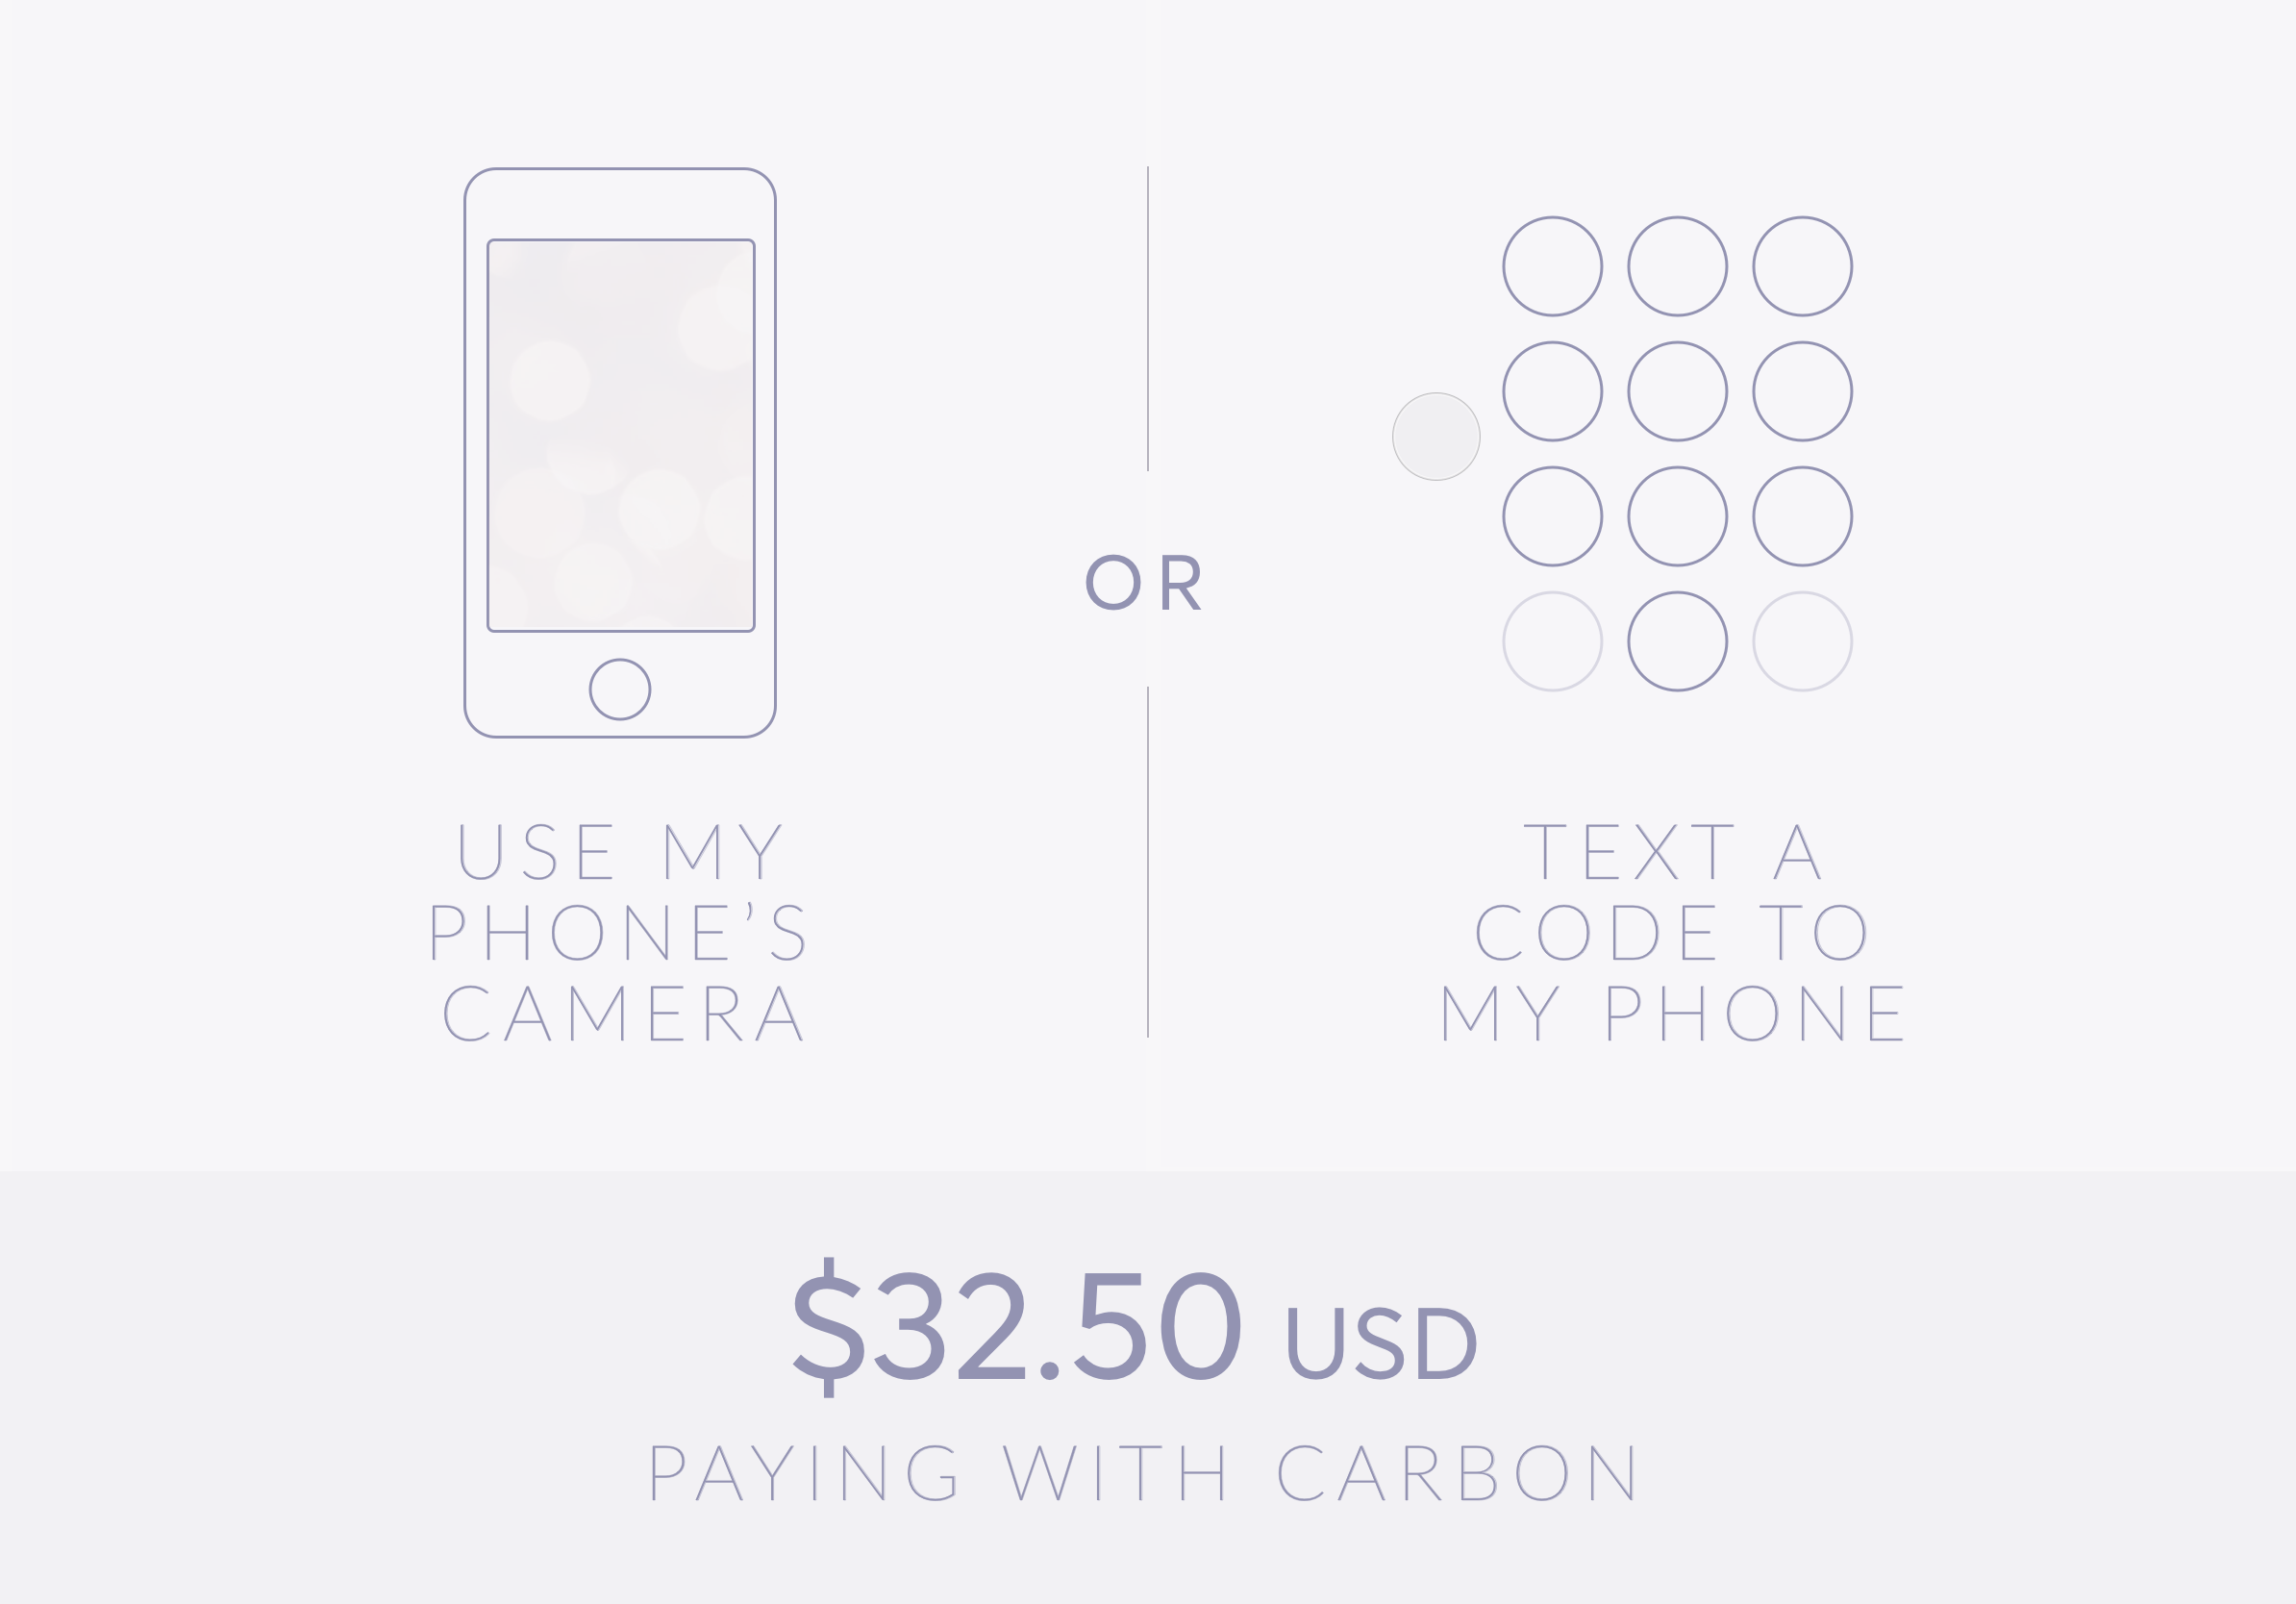 USE MY
PHONE’S
CAMERA
OR
TEXT A
CODE TO
MY PHONE
$32.50 USD
PAYING WITH CARBON